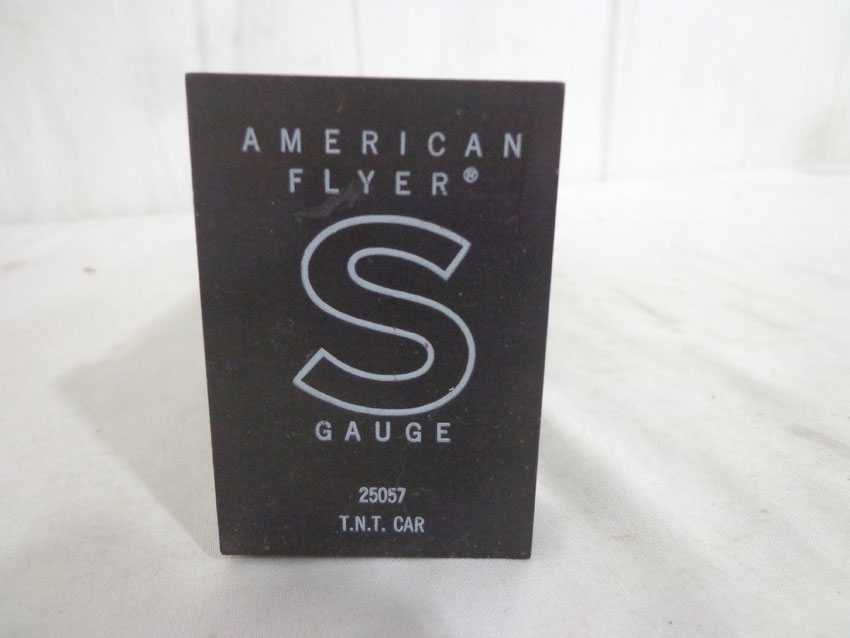 AMERICAN
FLYER®
S
GAUGE
25057
T.N.T. CAR